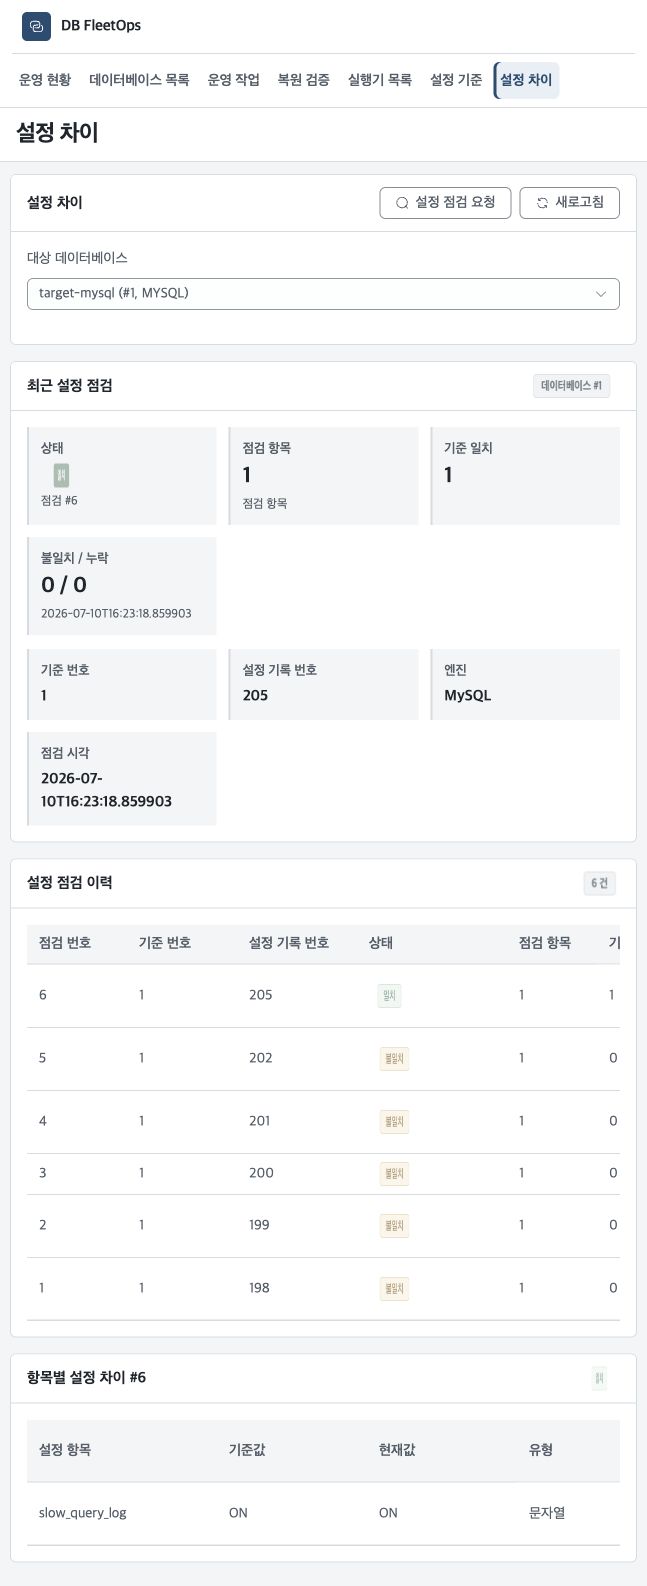 DB FleetOps
운영 현황 데이터베이스 목록 운영 작업 복원 검증 실행기 목록 설정 기준 설정 차이
설정 차이
설정 차이
설정 점검 요청 새로고침
대상 데이터베이스
target-mysql (#1, MYSQL)
최근 설정 점검
데이터베이스 #1
상태
점검 #6
점검 항목
1
점검 항목
기준 일치
1
불일치 / 누락
0 / 0
2026-07-10T16:23:18.859903
기준 번호
1
설정 기록 번호
205
엔진
MySQL
점검 시각
2026-07-
10T16:23:18.859903
설정 점검 이력
6 건
점검 번호 기준 번호 설정 기록 번호 상태 점검 항목 기
6 1 205 일치 1 1
5 1 202 불일치 1 0
4 1 201 불일치 1 0
3 1 200 불일치 1 0
2 1 199 불일치 1 0
1 1 198 불일치 1 0
항목별 설정 차이 #6
설정 항목 기준값 현재값 유형
slow_query_log ON ON 문자열